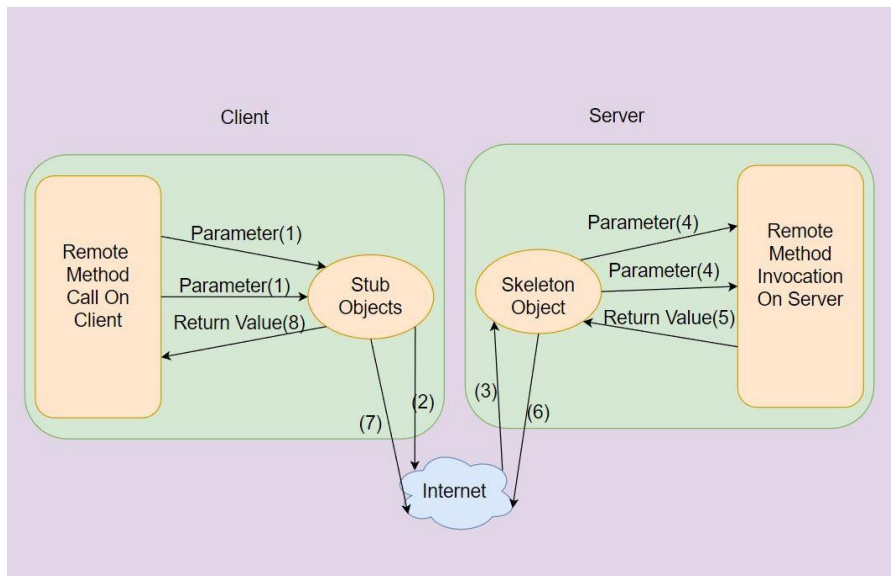 Client
Server
Remote
Method
Call On
Client
Parameter(1)
Parameter(1)
Return Value(8)
Stub
Objects
(7)
(2)
Internet
(3)
(6)
Skeleton
Object
Parameter(4)
Parameter(4)
Return Value(5)
Remote
Method
Invocation
On Server